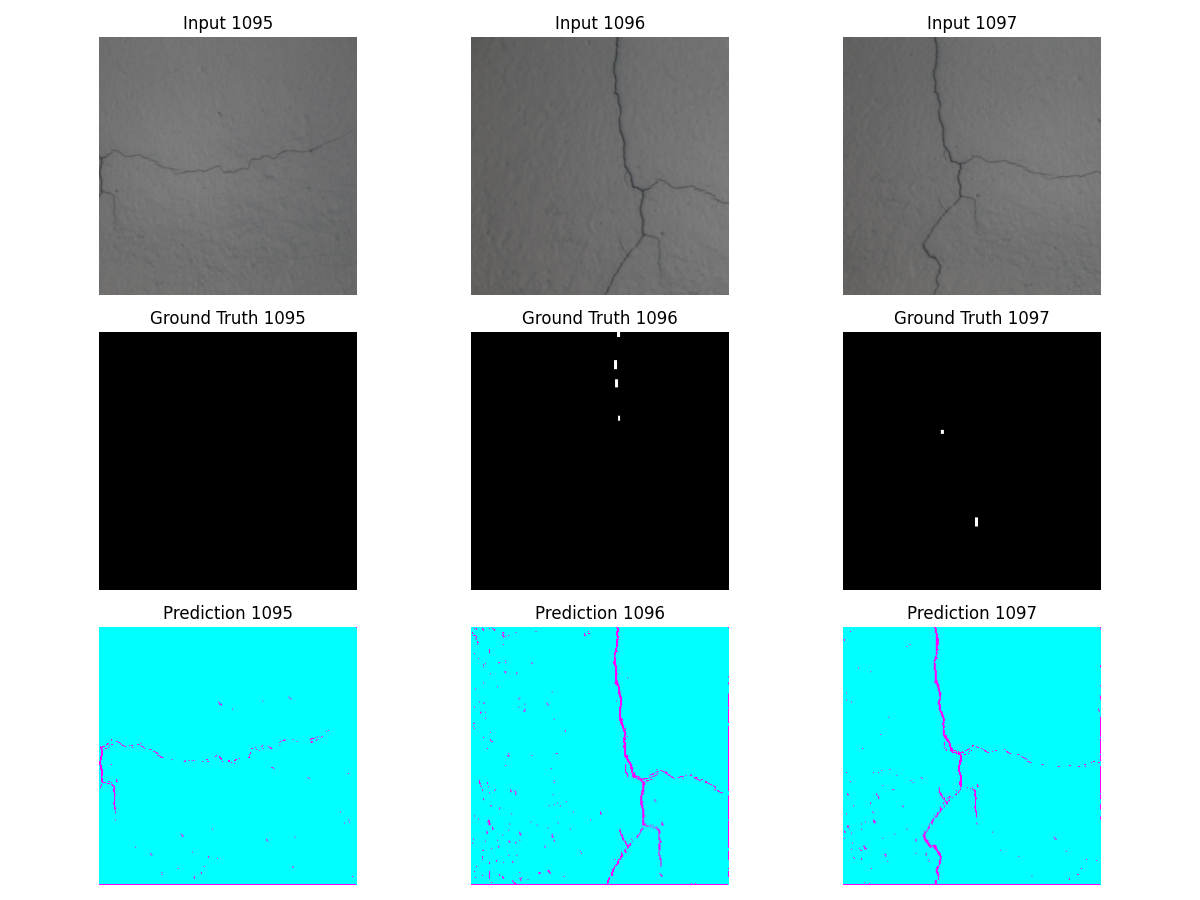 Input 1095
Input 1096
Input 1097
Ground Truth 1095
Ground Truth 1096
Ground Truth 1097
Prediction 1095
Prediction 1096
Prediction 1097